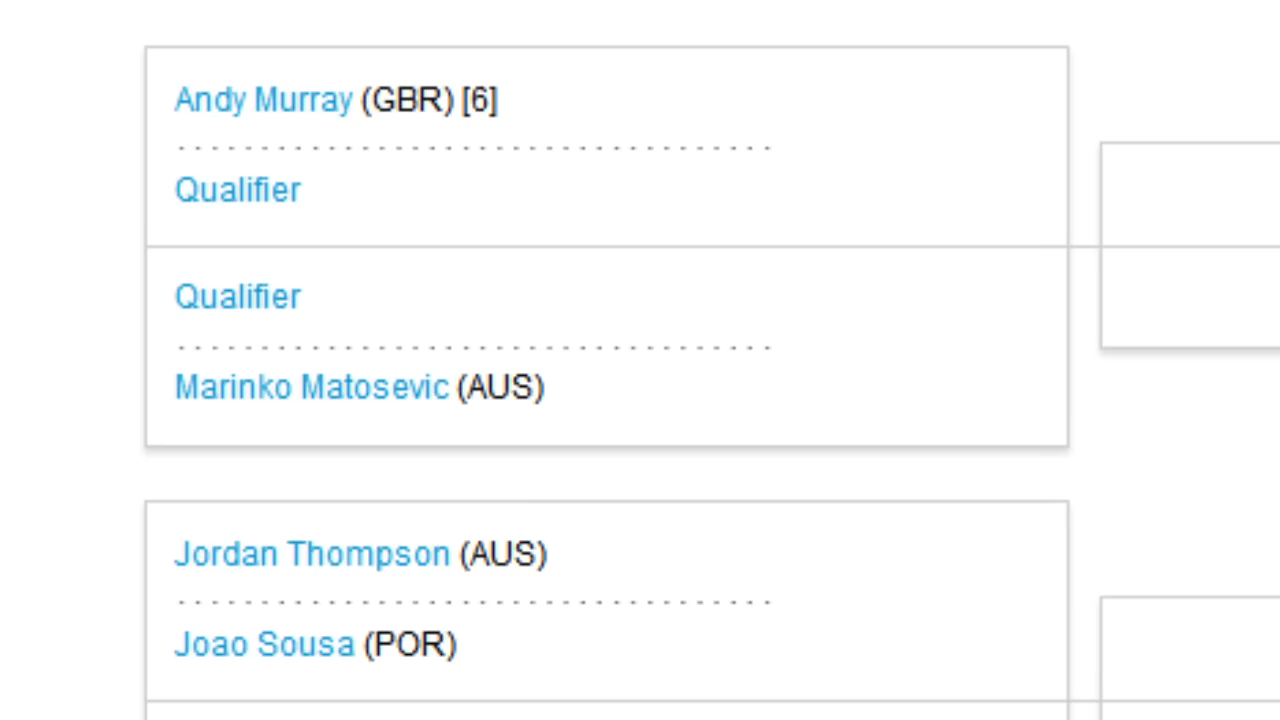 Andy Murray (GBR) [6]
Qualifier
Qualifier
Marinko Matosevic (AUS)
Jordan Thompson (AUS)
Joao Sousa (POR)